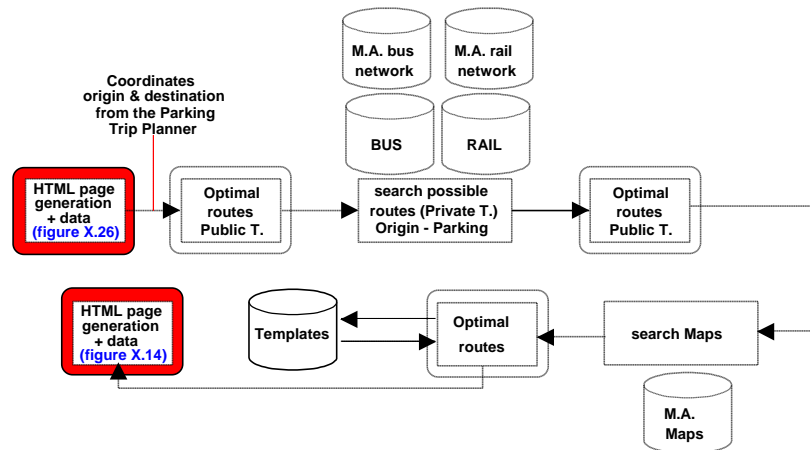 M.A. bus
network
M.A. rail
network
Coordinates
origin & destination
from the Parking
Trip Planner
BUS
RAIL
HTML page
generation
+ data
(figure X.26)
Optimal
routes
Public T.
search possible
routes (Private T.)
Origin - Parking
Optimal
routes
Public T.
HTML page
generation
+ data
(figure X.14)
Templates
Optimal
routes
search Maps
M.A.
Maps